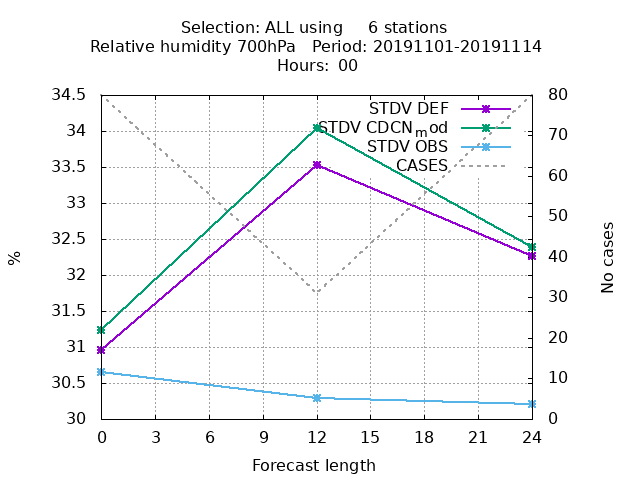 Selection: ALL using 6 stations
Relative humidity 700hPa Period: 20191101-20191114
Hours: 00
STDV DEF
STDV CDCN_mod
STDV OBS
CASES
34.5
34
33.5
33
32.5
32
31.5
31
30.5
30
%
80
70
60
50
40
30
20
10
0
No cases
0 3 6 9 12 15 18 21 24
Forecast length